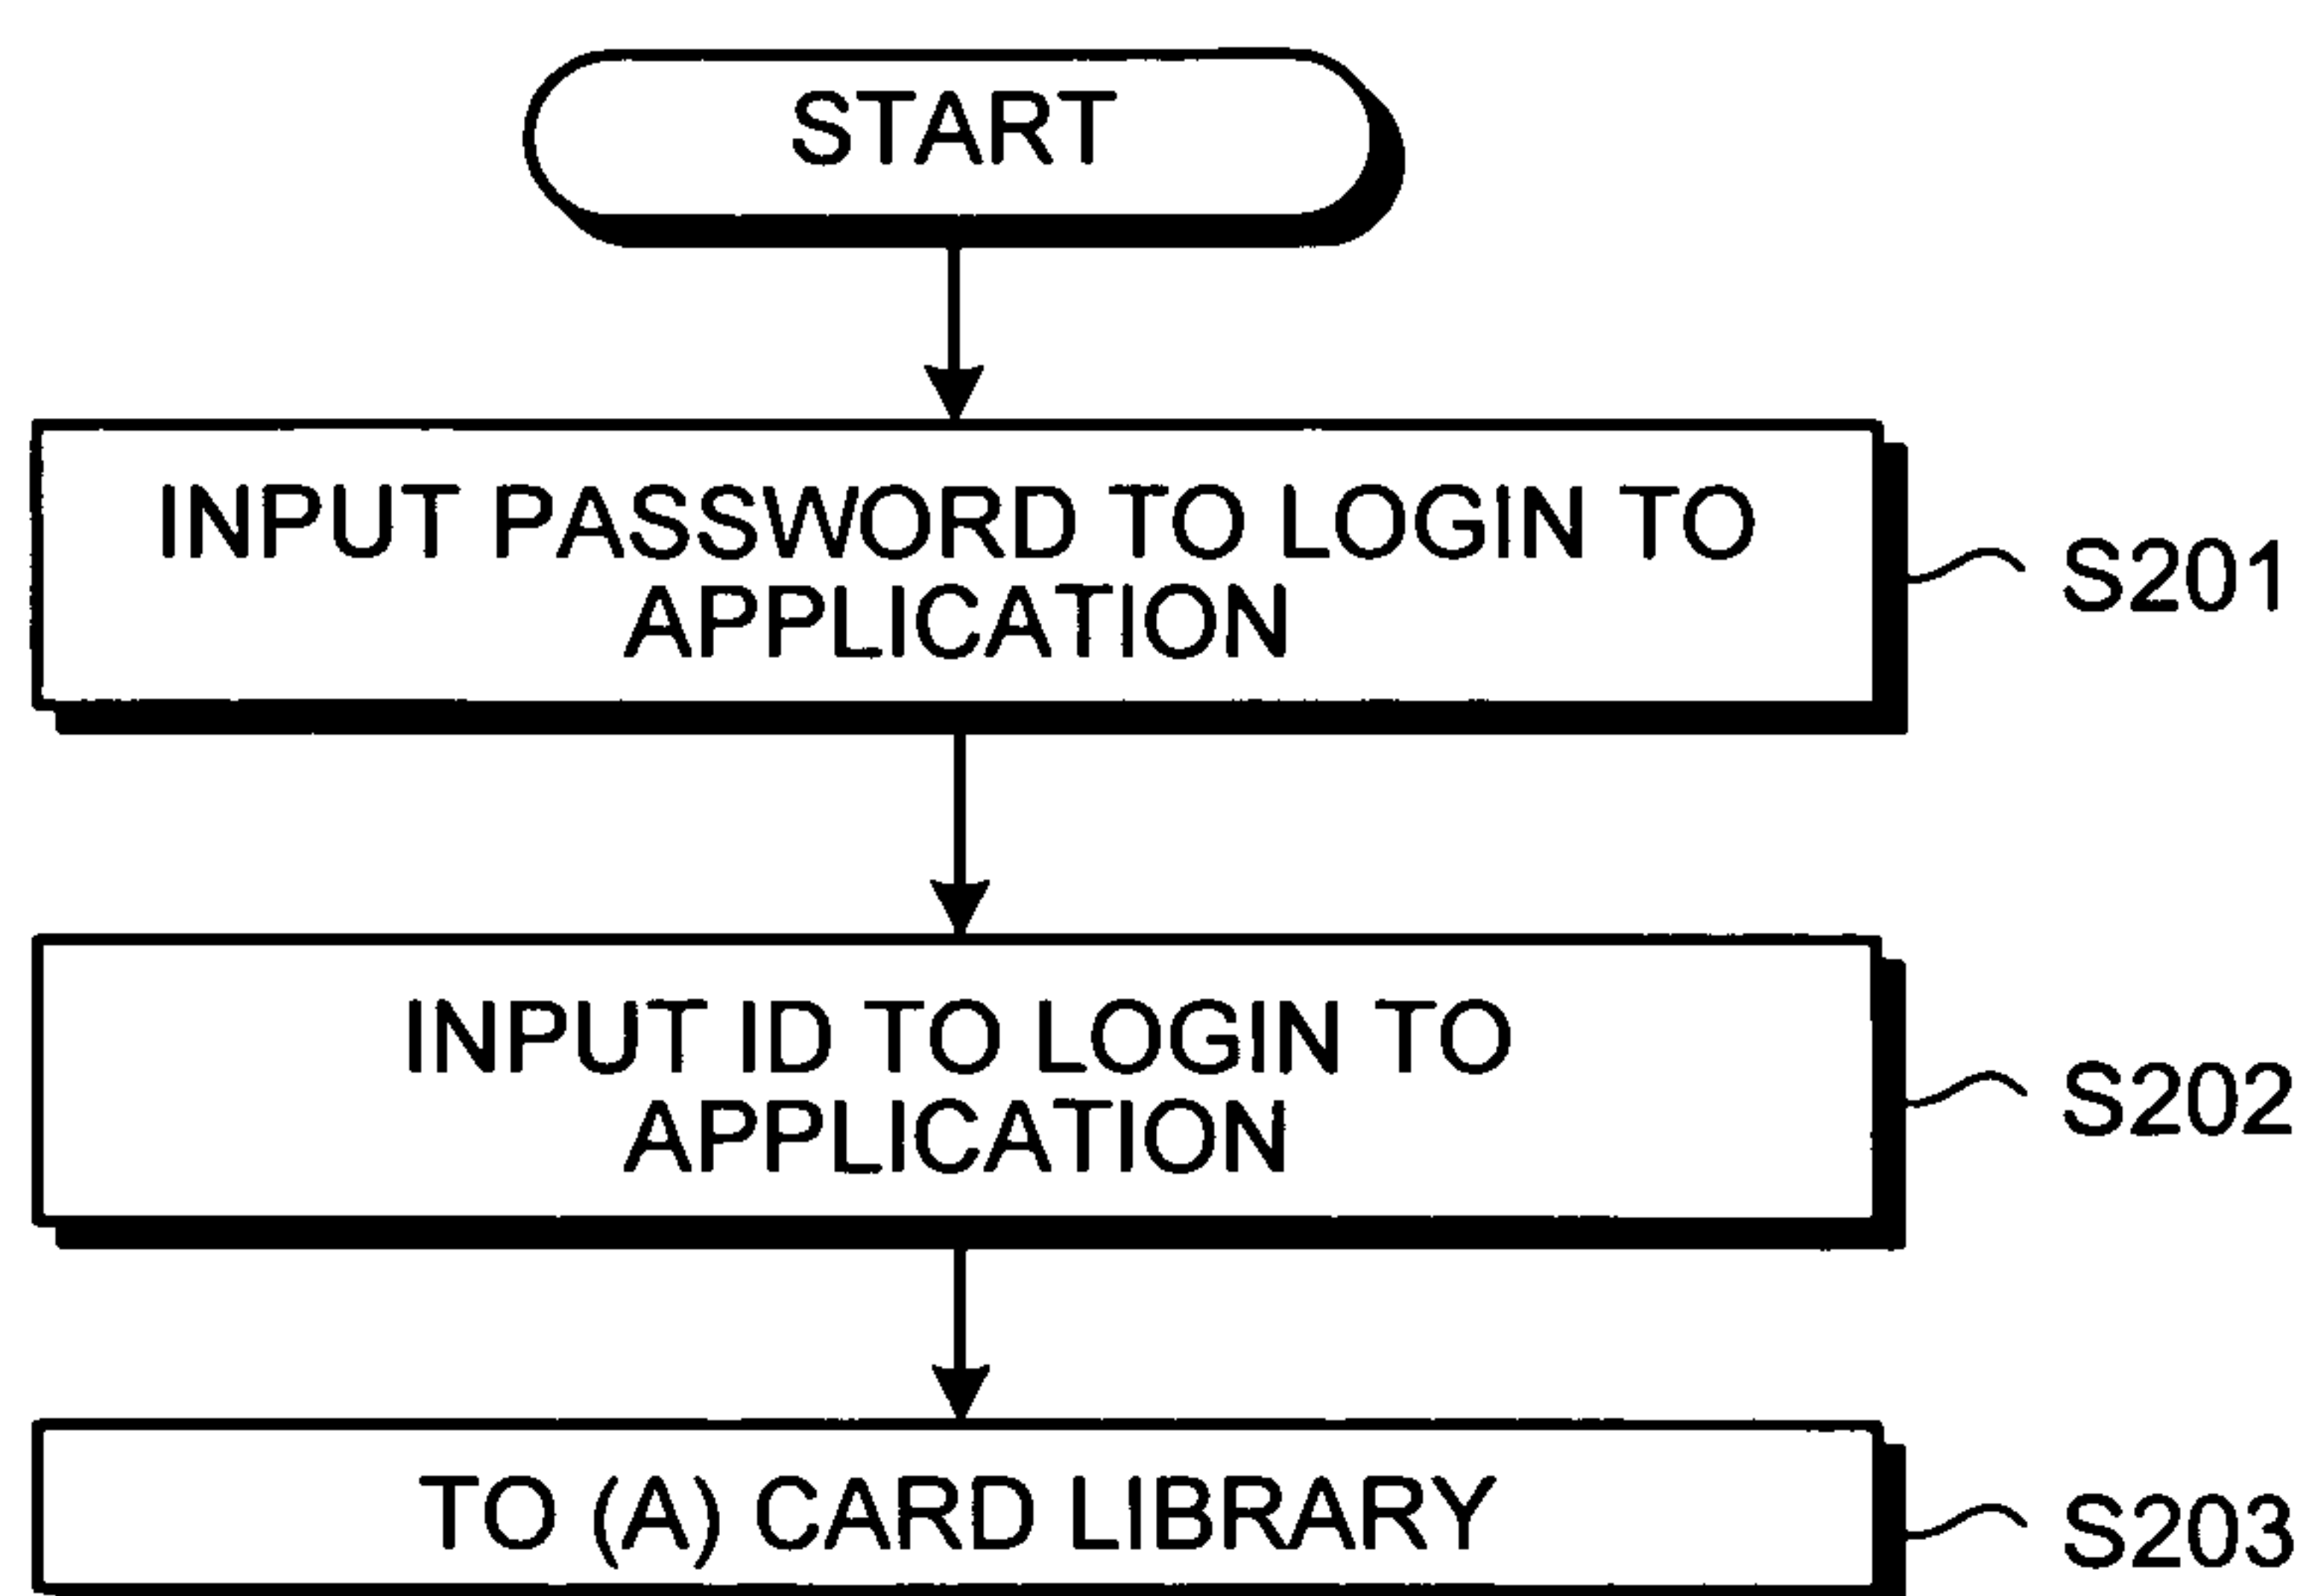 START
INPUT PASSWORD TO LOGIN TO
APPLICATION
S201
INPUT ID TO LOGIN TO
APPLICATION
S202
TO (A) CARD LIBRARY
S203